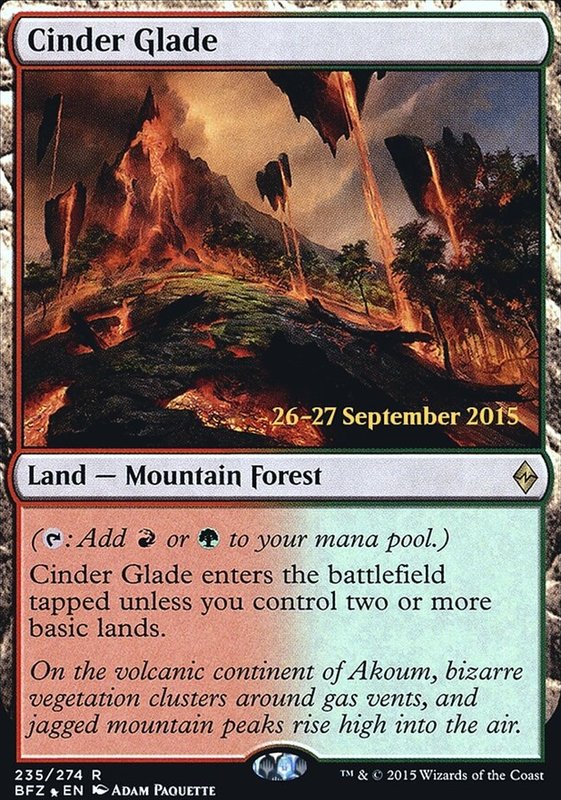 Cinder Glade
26–27 September 2015
Land — Mountain Forest
(: Add or to your mana pool.)
Cinder Glade enters the battlefield
tapped unless you control two or more
basic lands.
On the volcanic continent of Akoum, bizarre
vegetation clusters around gas vents, and
jagged mountain peaks rise high into the air.
235/274 R
BFZ ★ EN Adam Paquette
™ & © 2015 Wizards of the Coast